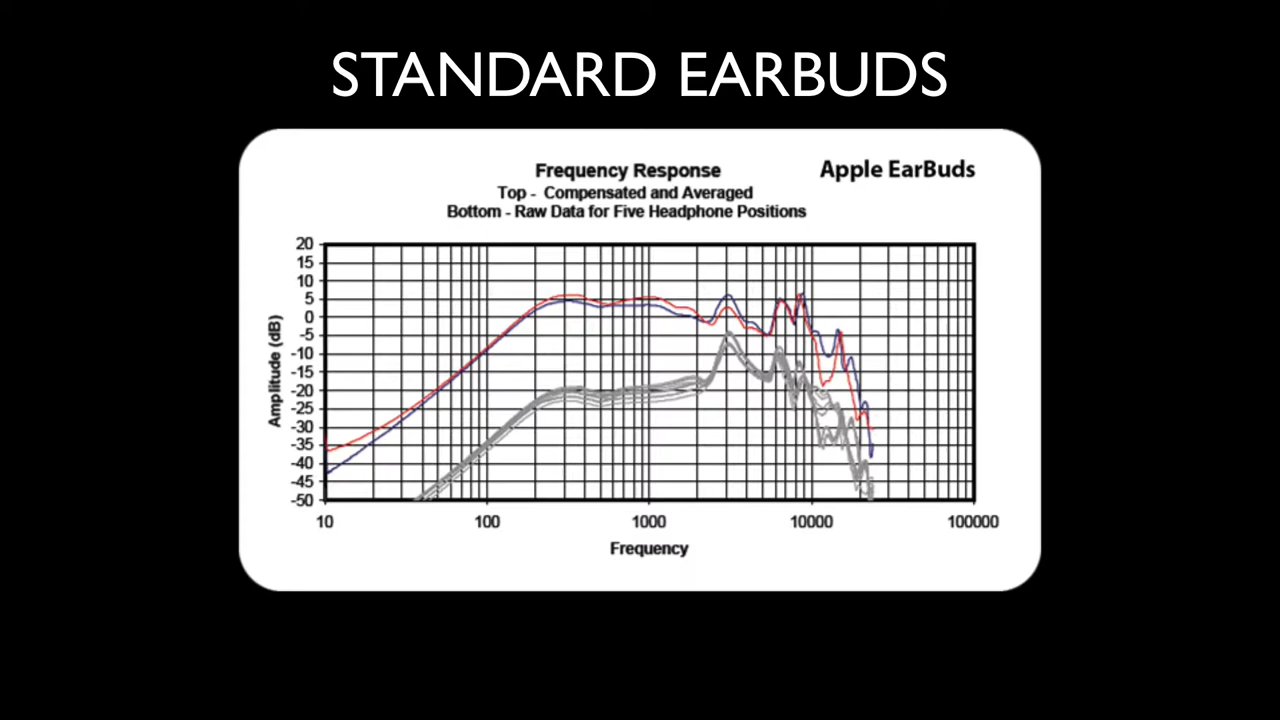 STANDARD EARBUDS
Frequency Response
Apple EarBuds
Top - Compensated and Averaged
Bottom - Raw Data for Five Headphone Positions
20
15
10
5
0
-5
-10
-15
-20
-25
-30
-35
-40
-45
-50
Amplitude (dB)
10 100 1000 10000 100000
Frequency